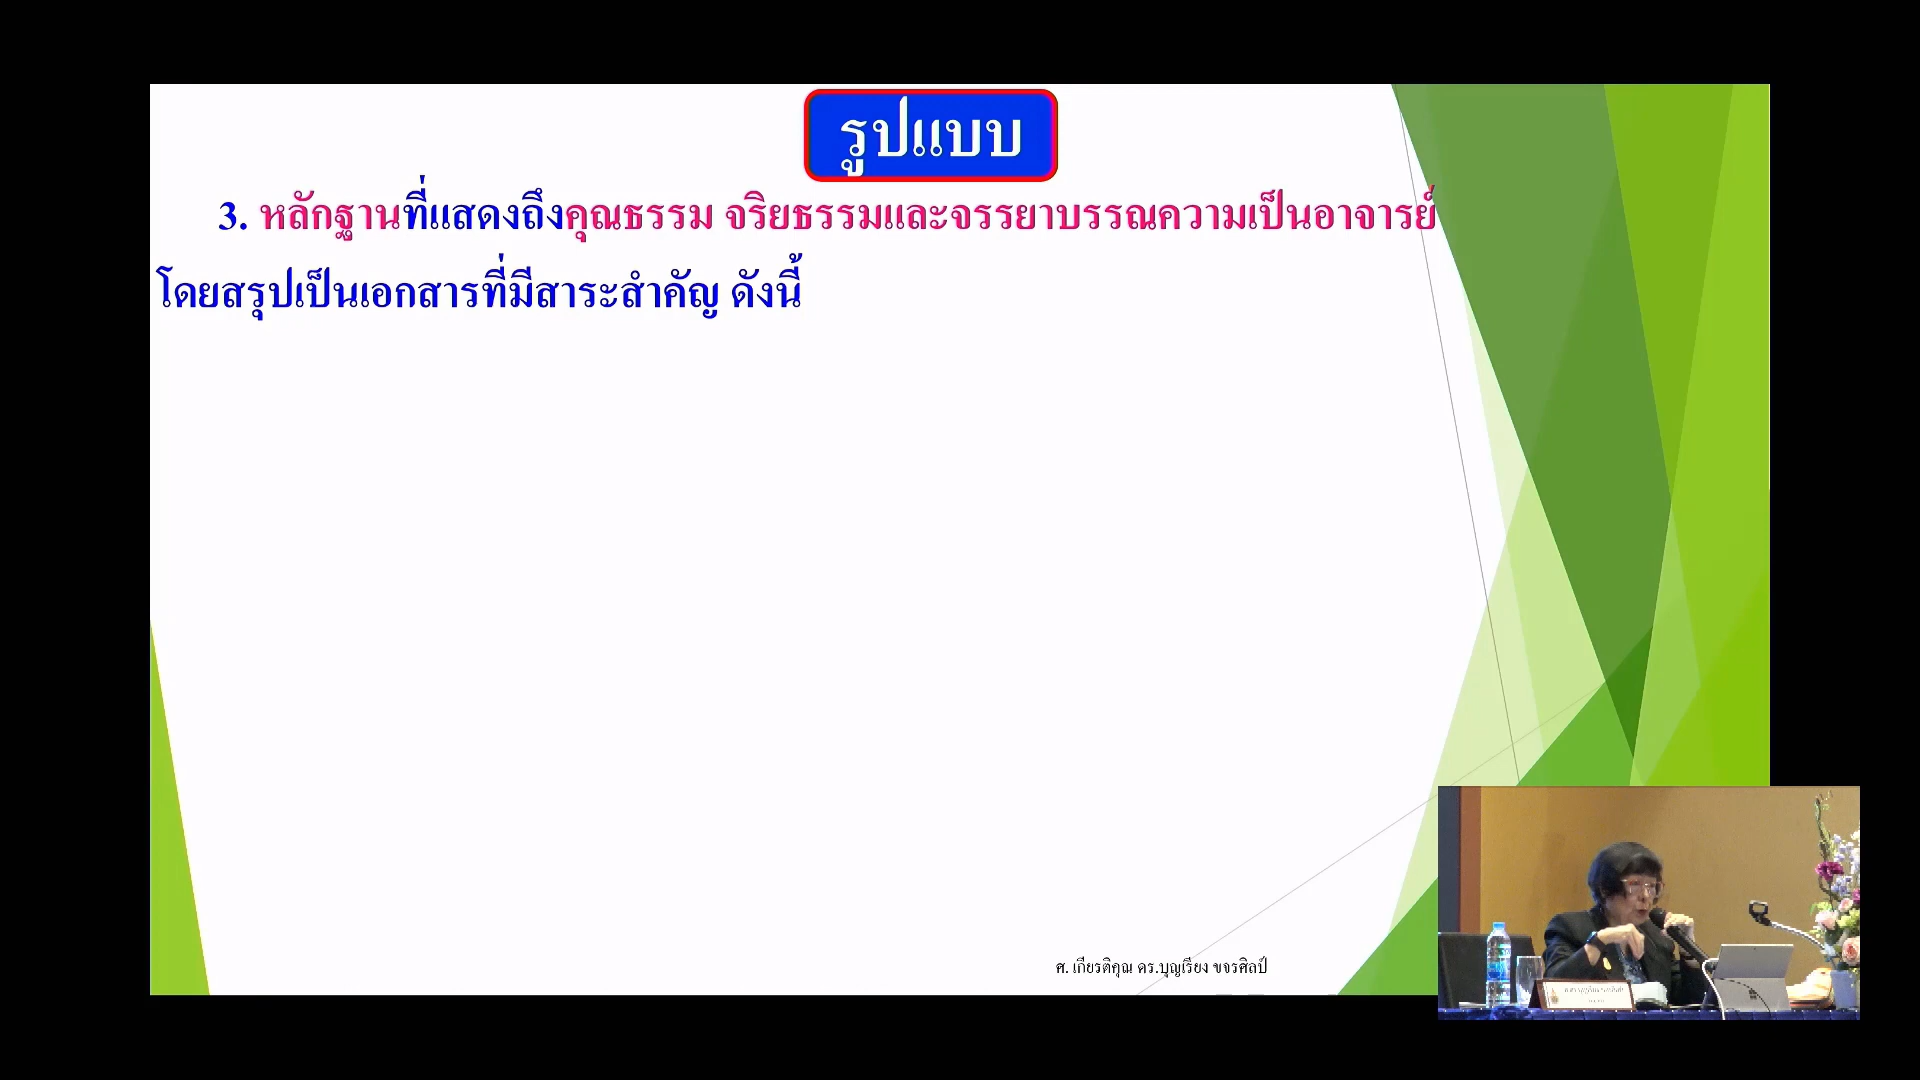 รูปแบบ
3. หลักฐานที่แสดงถึงคุณธรรม จริยธรรมและจรรยาบรรณความเป็นอาจารย์
โดยสรุปเป็นเอกสารที่มีสาระสำคัญ ดังนี้
ศ. เกียรติคุณ ดร.บุญเรียง ขจรศิลป์